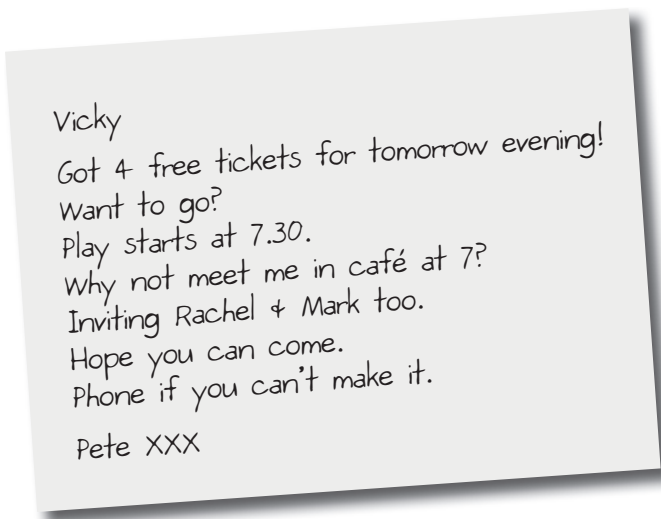 Vicky
Got 4 free tickets for tomorrow evening!
Want to go?
Play starts at 7.30.
Why not meet me in café at 7?
Inviting Rachel & Mark too.
Hope you can come.
Phone if you can't make it.
Pete XXX